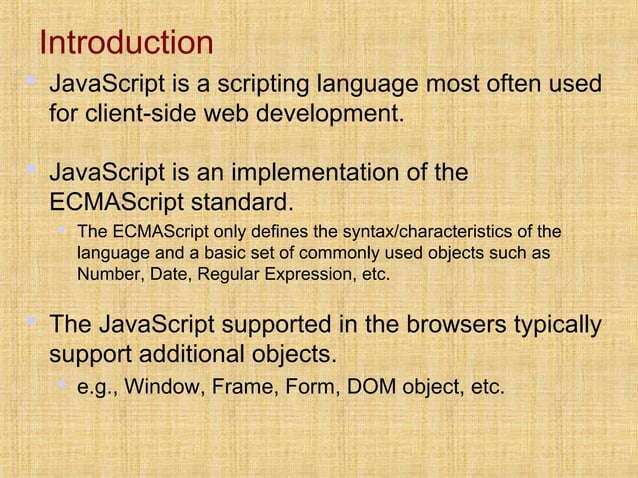 Introduction
JavaScript is a scripting language most often used
for client-side web development.
JavaScript is an implementation of the
ECMAScript standard.
The ECMAScript only defines the syntax/characteristics of the
language and a basic set of commonly used objects such as
Number, Date, Regular Expression, etc.
The JavaScript supported in the browsers typically
support additional objects.
e.g., Window, Frame, Form, DOM object, etc.